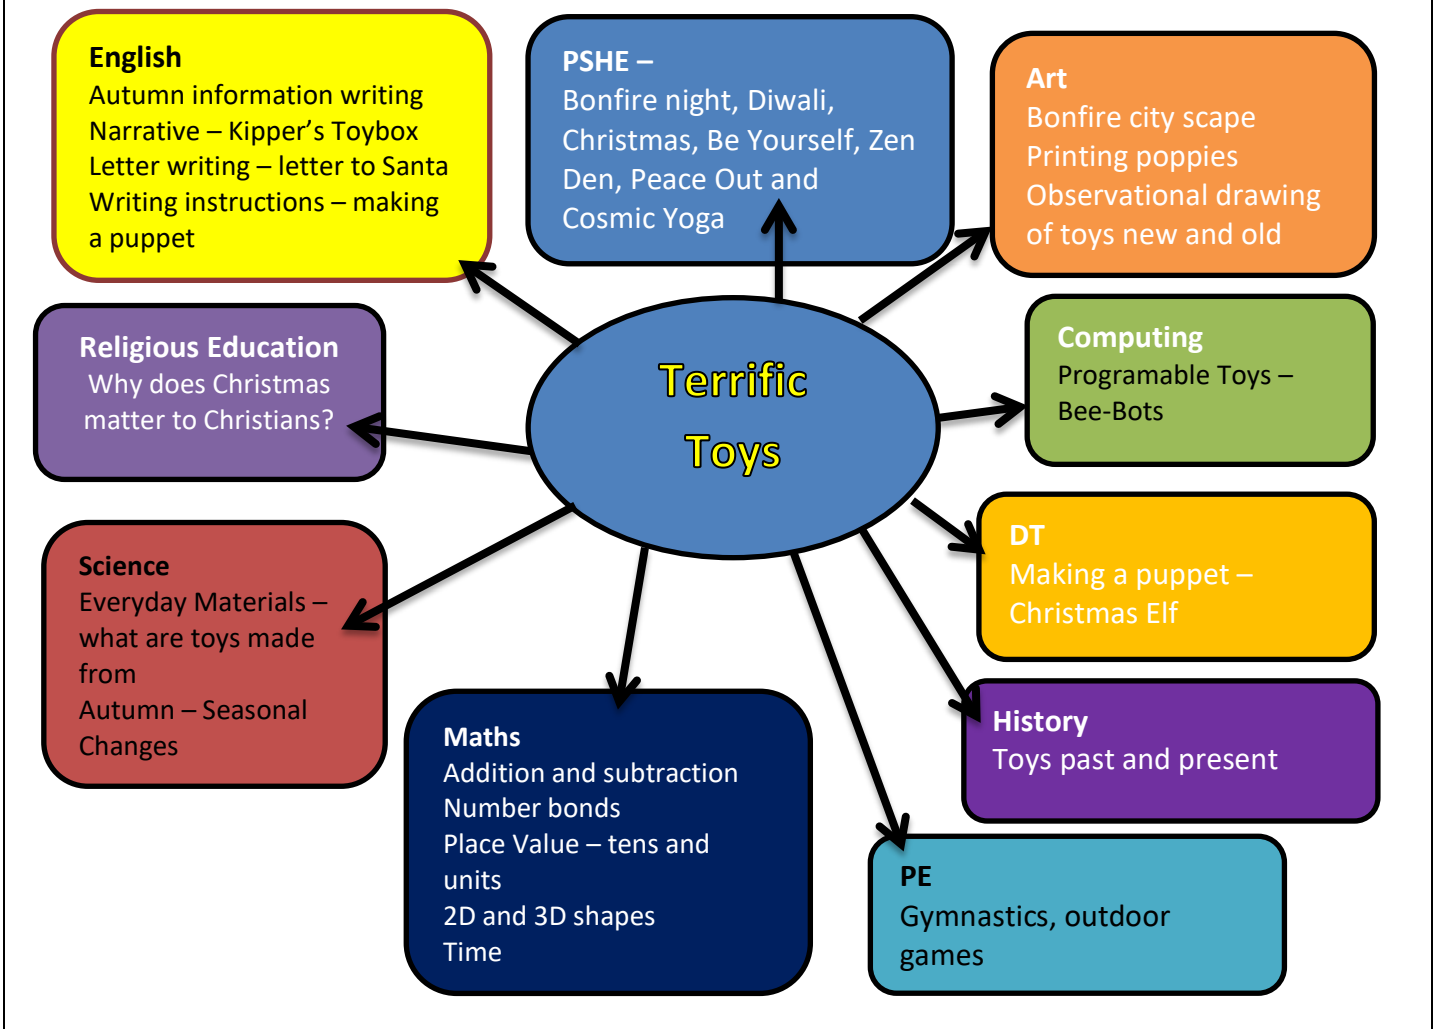 English
Autumn information writing
Narrative – Kipper’s Toybox
Letter writing – letter to Santa
Writing instructions – making
a puppet
PSHE –
Bonfire night, Diwali,
Christmas, Be Yourself, Zen
Den, Peace Out and
Cosmic Yoga
Art
Bonfire city scape
Printing poppies
Observational drawing
of toys new and old
Religious Education
Why does Christmas
matter to Christians?
Terrific
Toys
Computing
Programable Toys –
Bee-Bots
Science
Everyday Materials –
what are toys made
from
Autumn – Seasonal
Changes
DT
Making a puppet –
Christmas Elf
Maths
Addition and subtraction
Number bonds
Place Value – tens and
units
2D and 3D shapes
Time
History
Toys past and present
PE
Gymnastics, outdoor
games